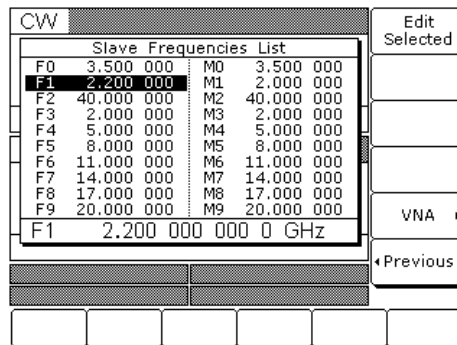 CW
Edit
Selected
Slave Frequencies List
F0 3.500 000 M0 3.500 000
F1 2.200 000 M1 2.000 000
F2 40.000 000 M2 40.000 000
F3 2.000 000 M3 2.000 000
F4 5.000 000 M4 5.000 000
F5 8.000 000 M5 8.000 000
F6 11.000 000 M6 11.000 000
F7 14.000 000 M7 14.000 000
F8 17.000 000 M8 17.000 000
F9 20.000 000 M9 20.000 000
F1 2.200 000 000 0 GHz
VNA
Previous